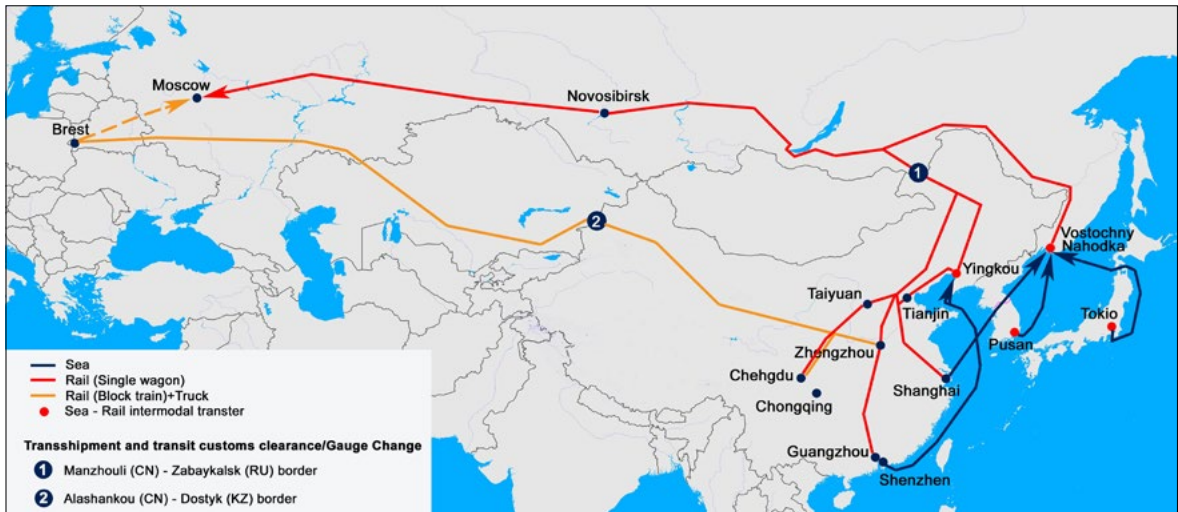 Moscow
Novosibirsk
Brest
1
2
Vostochny
Nahodka
Yingkou
Taiyuan
Tianjin
Tokio
Pusan
Zhengzhou
Chehgdu
Shanghai
Chongqing
Guangzhou
Shenzhen
Sea
Rail (Single wagon)
Rail (Block train)+Truck
Sea - Rail intermodal transter
Transshipment and transit customs clearance/Gauge Change
1 Manzhouli (CN) - Zabaykalsk (RU) border
2 Alashankou (CN) - Dostyk (KZ) border